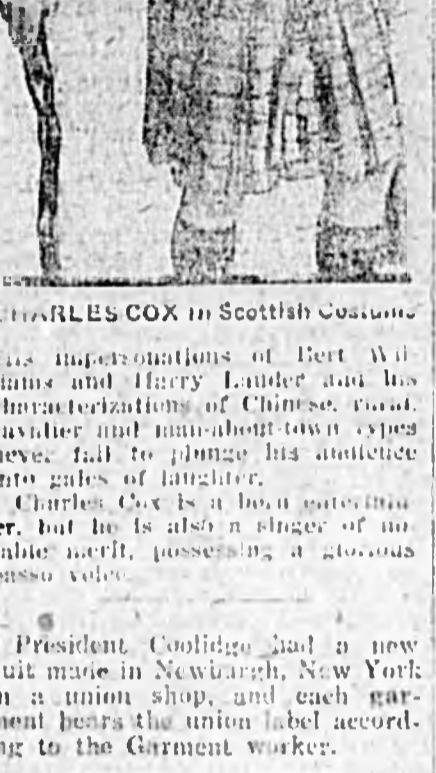 CHARLES COX in Scottish Costume
His impersonations of Bert Wil-
liams and Harry Lauder and his
characterizations of Chinese, rural,
cavalier and man-about-town types
never fail to plunge his audience
into gales of laughter.
Charles Cox is a born entertain-
er, but he is also a singer of no-
table merit, possessing a glorious
basso voice.
President Coolidge had a new
suit made in Newburgh, New York
in a union shop, and each gar-
ment bears the union label accord-
ing to the Garment worker.